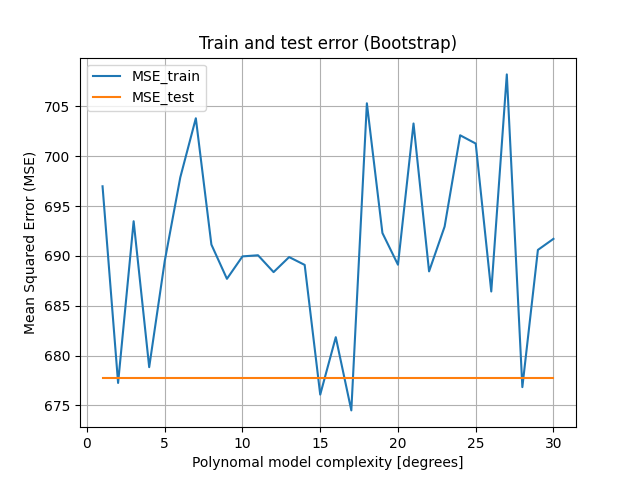 Train and test error (Bootstrap)
MSE_train
MSE_test
Mean Squared Error (MSE)
705
700
695
690
685
680
675
0 5 10 15 20 25 30
Polynomal model complexity [degrees]